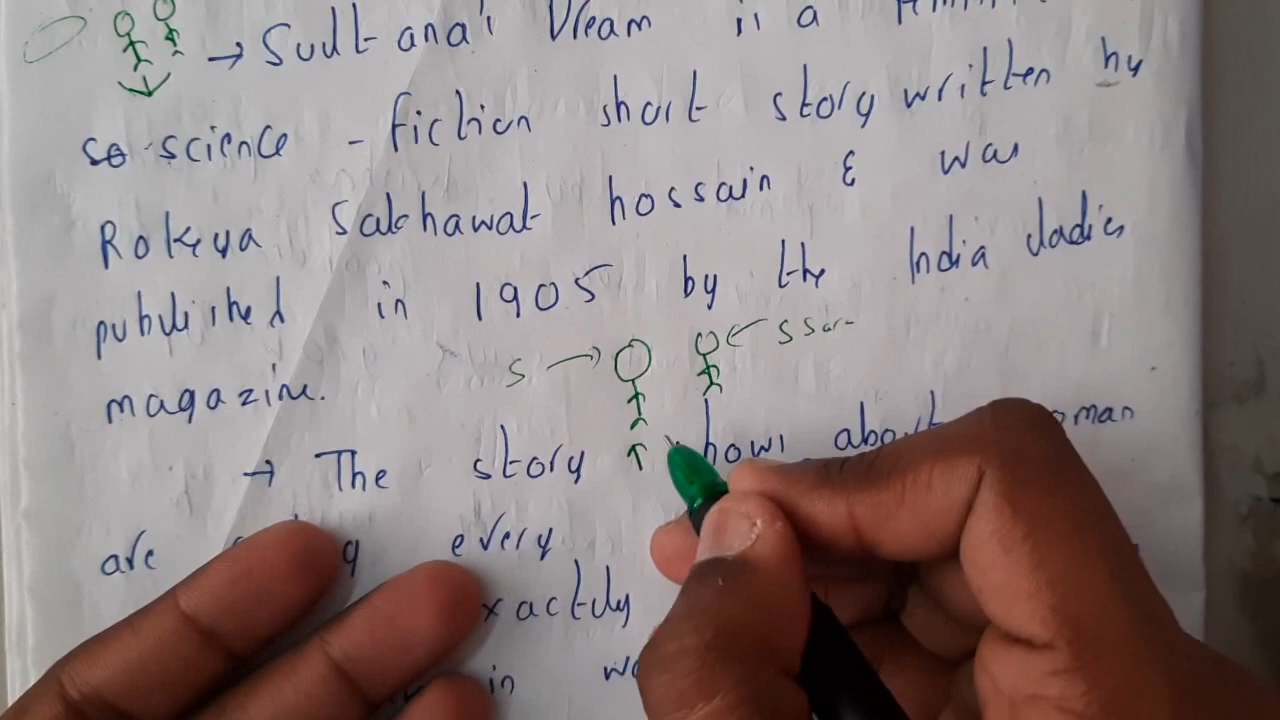 → Sultana's Dream is a
so science - fiction short story written by
Rokeya Sakhawat hossain & was
published in 1905 by the India Ladies
magazine.
S → ← S Sara
→ The story shows about
are every
exactly
in